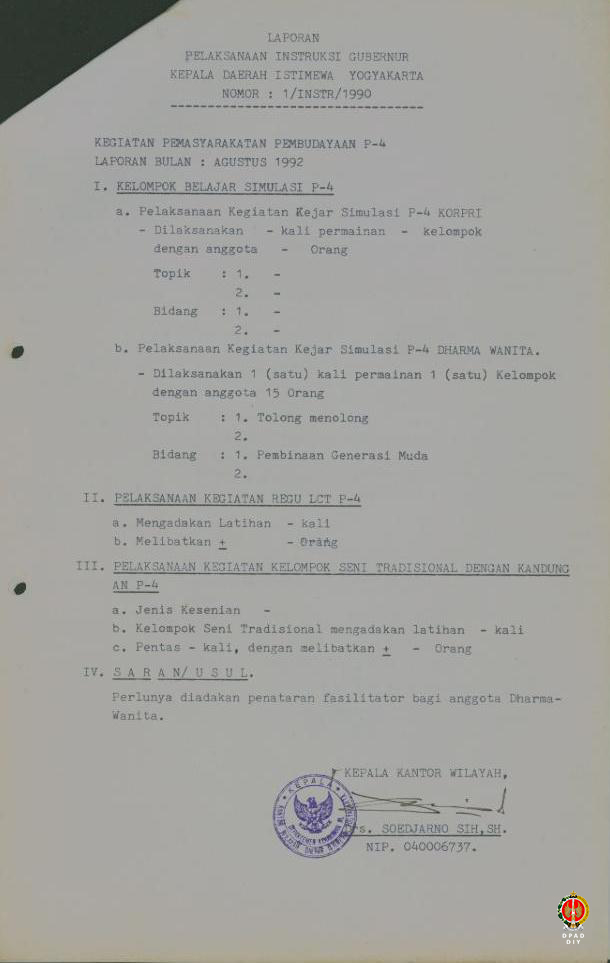 LAPORAN
PELAKSANAAN INSTRUKSI GUBERNUR
KEPALA DAERAH ISTIMEWA YOGYAKARTA
NOMOR : 1/INSTR/1990
KEGIATAN PEMASYARAKATAN PEMBUDAYAAN P-4
LAPORAN BULAN : AGUSTUS 1992
I. KELOMPOK BELAJAR SIMULASI P-4
a. Pelaksanaan Kegiatan Kejar Simulasi P-4 KORPRI
- Dilaksanakan - kali permainan - kelompok
dengan anggota - Orang
Topik : 1. -
2. -
Bidang : 1. -
2. -
b. Pelaksanaan Kegiatan Kejar Simulasi P-4 DHARMA WANITA.
- Dilaksanakan 1 (satu) kali permainan 1 (satu) Kelompok
dengan anggota 15 Orang
Topik : 1. Tolong menolong
2.
Bidang : 1. Pembinaan Generasi Muda
2.
II. PELAKSANAAN KEGIATAN REGU LCT P-4
a. Mengadakan Latihan - kali
b. Melibatkan ± - Orang
III. PELAKSANAAN KEGIATAN KELOMPOK SENI TRADISIONAL DENGAN KANDUNG
AN P-4
a. Jenis Kesenian -
b. Kelompok Seni Tradisional mengadakan latihan - kali
c. Pentas - kali, dengan melibatkan ± - Orang
IV. S A R A N/ U S U L.
Perlunya diadakan penataran fasilitator bagi anggota Dharma-
Wanita.
KEPALA KANTOR WILAYAH,
KEPALA
Drs. SOEDJARNO SIH,SH.
NIP. 040006737.
DPAD
DIY